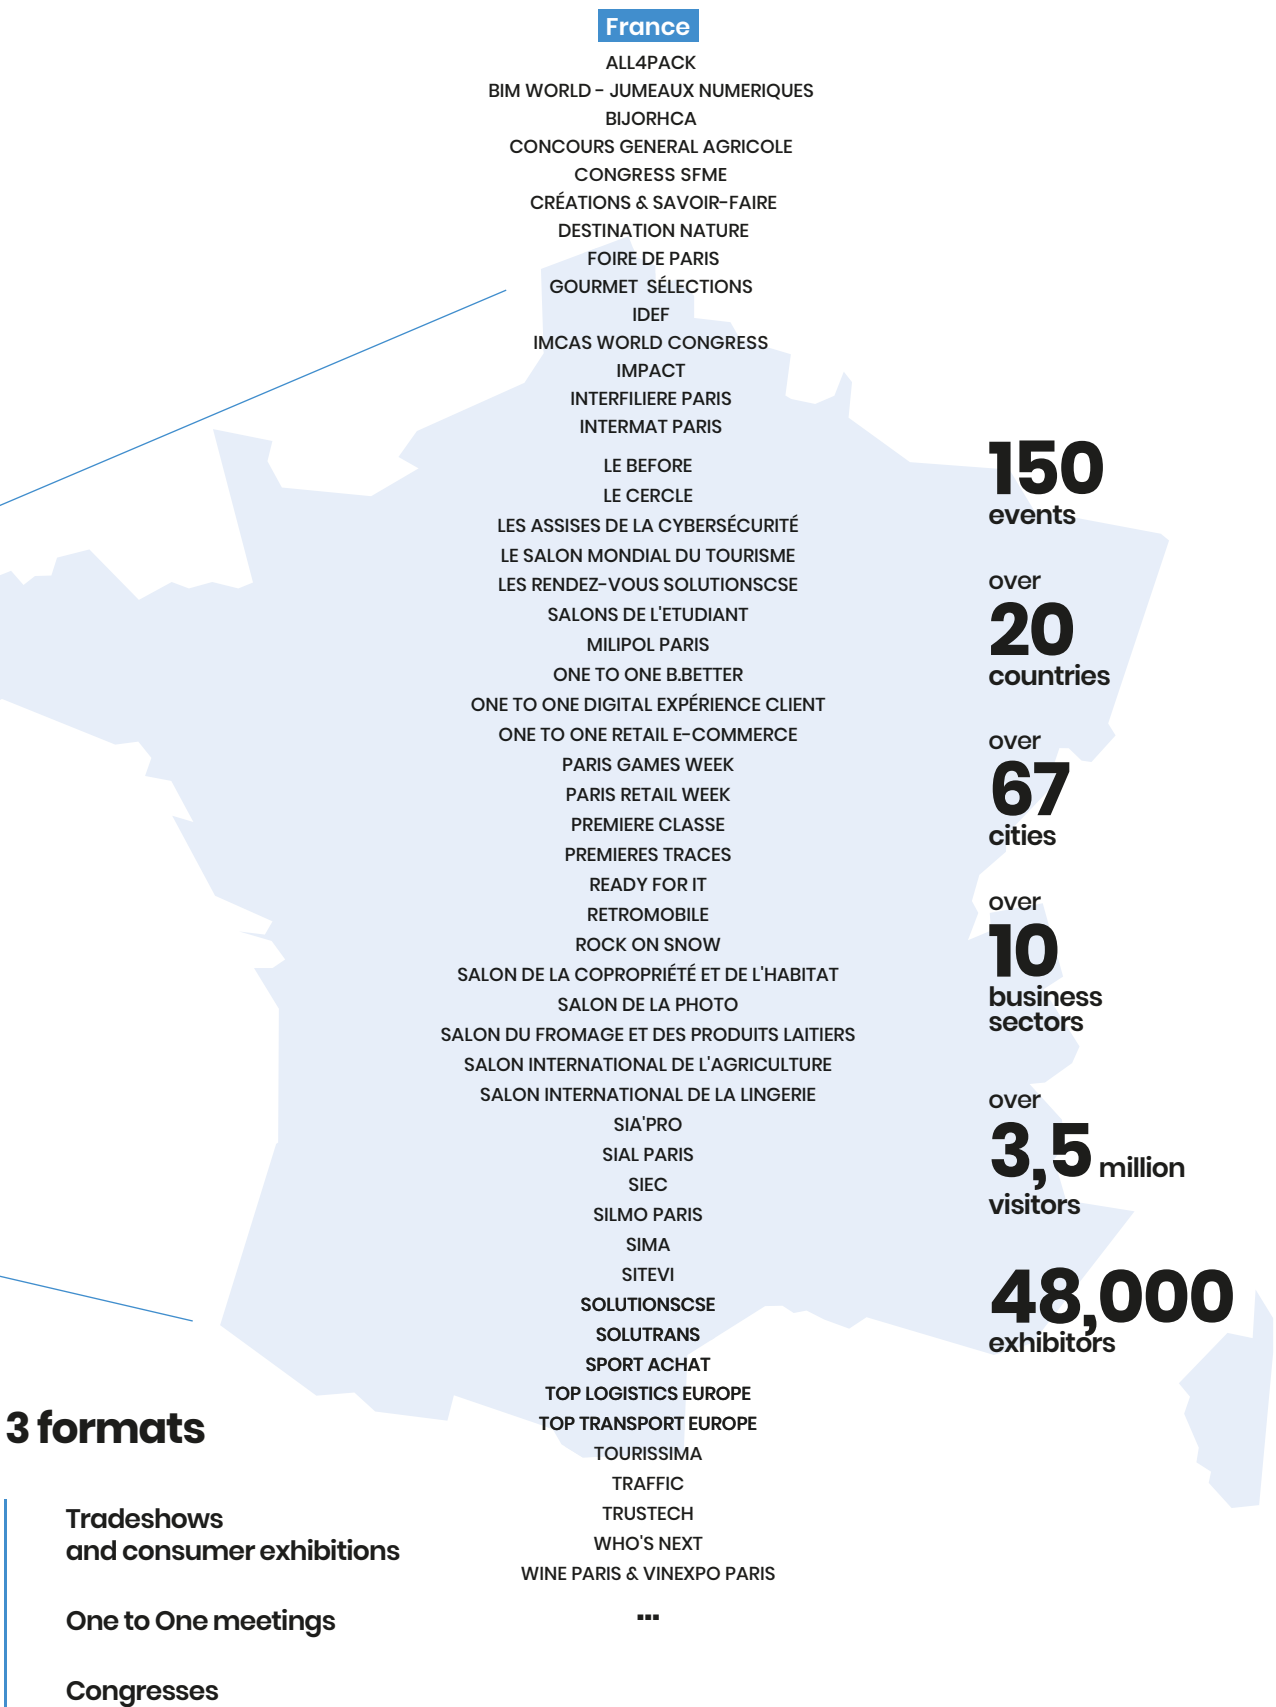 France
ALL4PACK
BIM WORLD - JUMEAUX NUMERIQUES
BIJORHCA
CONCOURS GENERAL AGRICOLE
CONGRESS SFME
CRÉATIONS & SAVOIR-FAIRE
DESTINATION NATURE
FOIRE DE PARIS
GOURMET SÉLECTIONS
IDEF
IMCAS WORLD CONGRESS
IMPACT
INTERFILIERE PARIS
INTERMAT PARIS
LE BEFORE
LE CERCLE
LES ASSISES DE LA CYBERSÉCURITÉ
LE SALON MONDIAL DU TOURISME
LES RENDEZ-VOUS SOLUTIONSCSE
SALONS DE L'ETUDIANT
MILIPOL PARIS
ONE TO ONE B.BETTER
ONE TO ONE DIGITAL EXPÉRIENCE CLIENT
ONE TO ONE RETAIL E-COMMERCE
PARIS GAMES WEEK
PARIS RETAIL WEEK
PREMIERE CLASSE
PREMIERES TRACES
READY FOR IT
RETROMOBILE
ROCK ON SNOW
SALON DE LA COPROPRIÉTÉ ET DE L'HABITAT
SALON DE LA PHOTO
SALON DU FROMAGE ET DES PRODUITS LAITIERS
SALON INTERNATIONAL DE L'AGRICULTURE
SALON INTERNATIONAL DE LA LINGERIE
SIA'PRO
SIAL PARIS
SIEC
SILMO PARIS
SIMA
SITEVI
SOLUTIONSCSE
SOLUTRANS
SPORT ACHAT
TOP LOGISTICS EUROPE
TOP TRANSPORT EUROPE
TOURISSIMA
TRAFFIC
TRUSTECH
WHO'S NEXT
WINE PARIS & VINEXPO PARIS
...
150
events
over
20
countries
over
67
cities
over
10
business
sectors
over
3,5 million
visitors
48,000
exhibitors
3 formats
Tradeshows
and consumer exhibitions
One to One meetings
Congresses